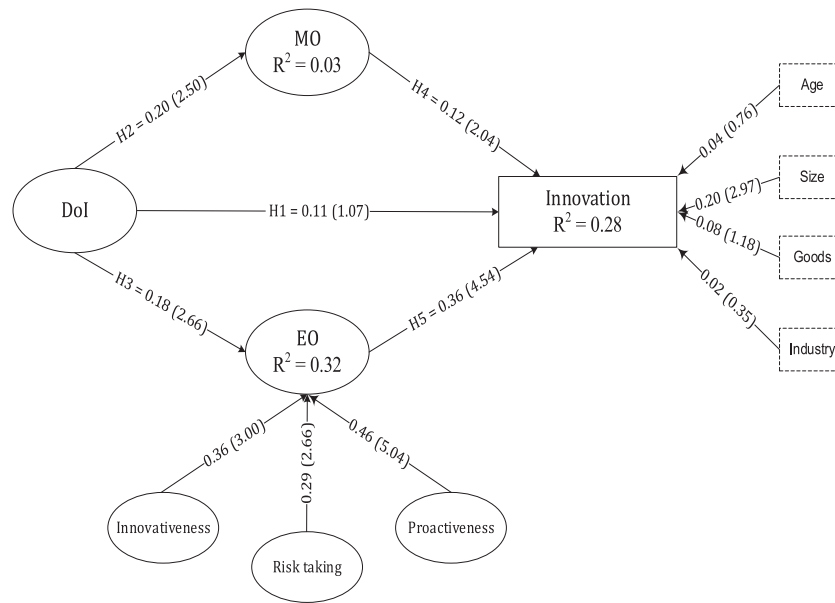 MO
R² = 0.03
Age
H2 = 0.20 (2.50)
H4 = 0.12 (2.04)
0.04 (0.76)
Size
DoI
H1 = 0.11 (1.07)
Innovation
R² = 0.28
0.20 (2.97)
0.08 (1.18)
Goods
H3 = 0.18 (2.66)
H5 = 0.36 (4.54)
0.02 (0.35)
EO
R² = 0.32
Industry
0.36 (3.00)
0.29 (2.66)
0.46 (5.04)
Innovativeness
Risk taking
Proactiveness